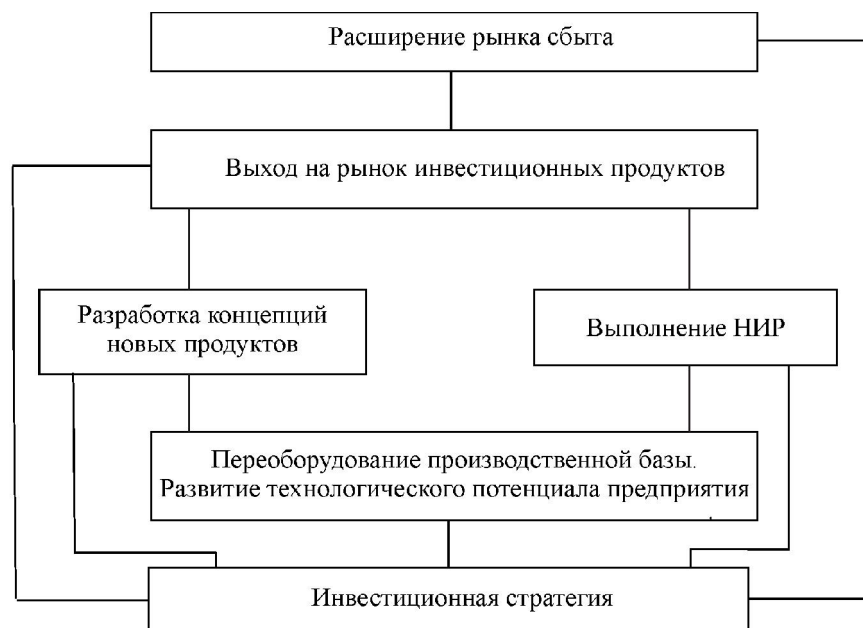 Расширение рынка сбыта
Выход на рынок инвестиционных продуктов
Разработка концепций
новых продуктов
Выполнение НИР
Переоборудование производственной базы.
Развитие технологического потенциала предприятия
Инвестиционная стратегия